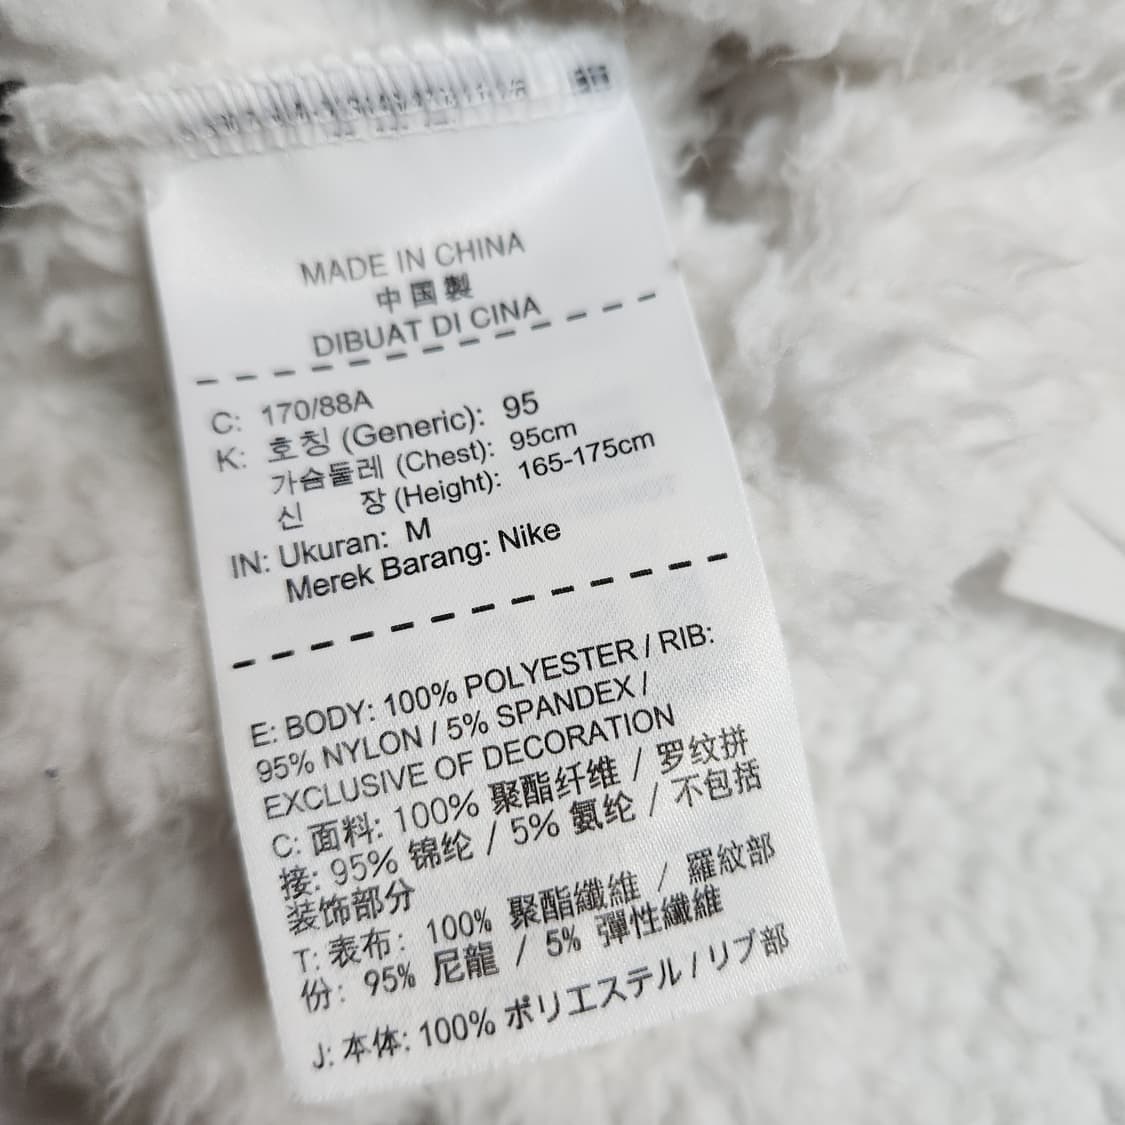 MADE IN CHINA
中国製
DIBUAT DI CINA
C: 170/88A
K: 호칭 (Generic): 95
가슴둘레 (Chest): 95cm
신 장 (Height): 165-175cm
IN: Ukuran: M
Merek Barang: Nike
E: BODY: 100% POLYESTER / RIB:
95% NYLON / 5% SPANDEX /
EXCLUSIVE OF DECORATION
C: 面料: 100% 聚酯纤维 / 罗纹拼
接: 95% 锦纶 / 5% 氨纶 / 不包括
装饰部分
T: 表布: 100% 聚酯纖維 / 羅紋部
份: 95% 尼龍 / 5% 彈性纖維
J: 本体: 100% ポリエステル / リブ部